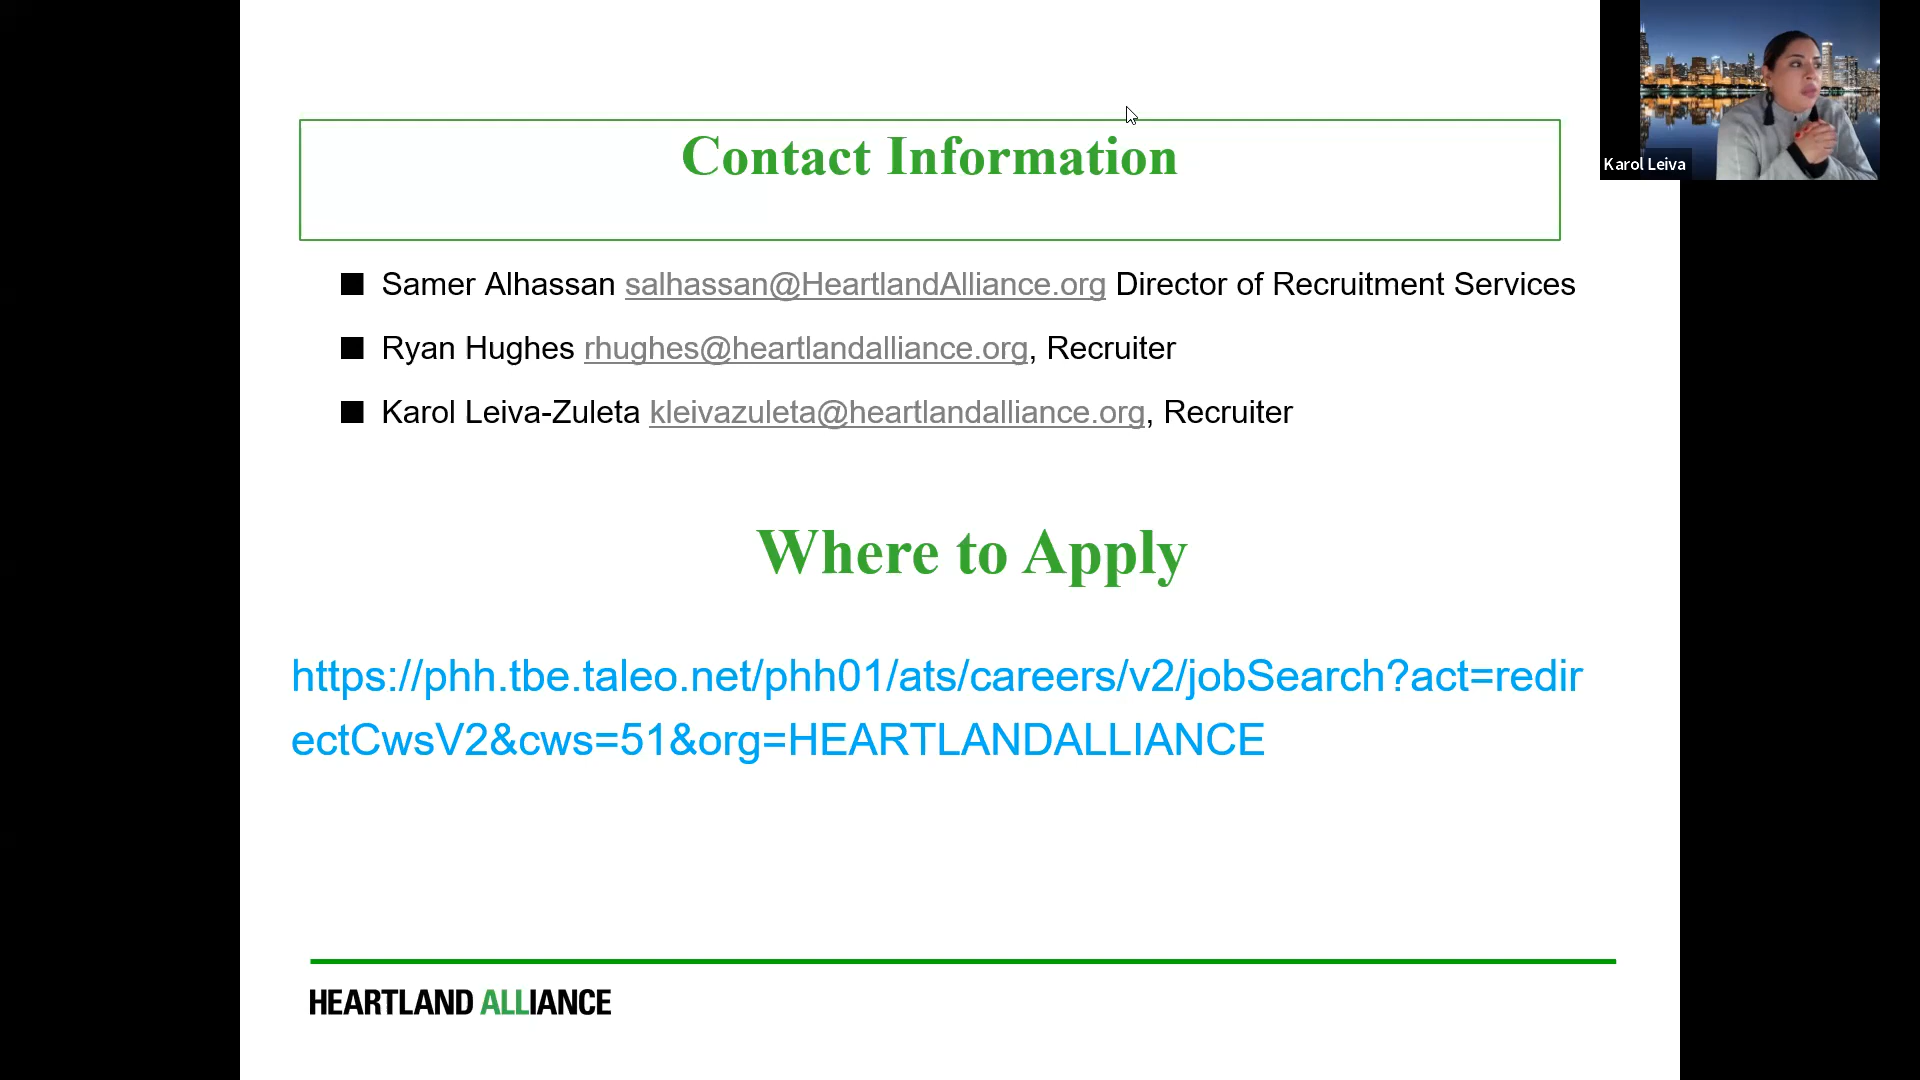 Contact Information
Karol Leiva
■ Samer Alhassan salhassan@HeartlandAlliance.org Director of Recruitment Services
■ Ryan Hughes rhughes@heartlandalliance.org, Recruiter
■ Karol Leiva-Zuleta kleivazuleta@heartlandalliance.org, Recruiter
Where to Apply
https://phh.tbe.taleo.net/phh01/ats/careers/v2/jobSearch?act=redir
ectCwsV2&cws=51&org=HEARTLANDALLIANCE
HEARTLAND ALLIANCE